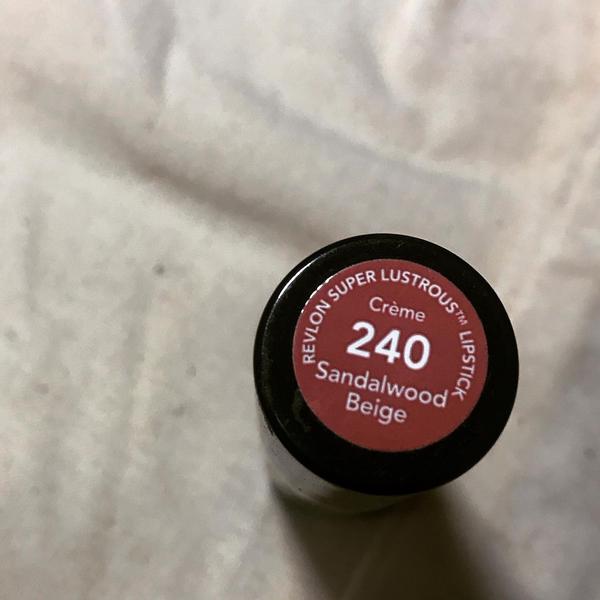 REVLON SUPER LUSTROUS™ LIPSTICK
Crème
240
Sandalwood
Beige